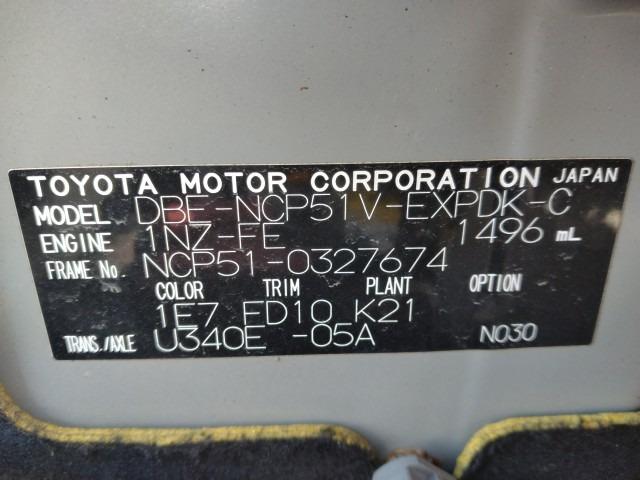 TOYOTA MOTOR CORPORATION JAPAN
MODEL DBE-NCP51V-EXPDK-C
ENGINE 1NZ-FE 1496 mL
FRAME No NCP51-0327674
COLOR TRIM PLANT OPTION
1E7 FD10 K21
TRANS./AXLE U340E -05A N030